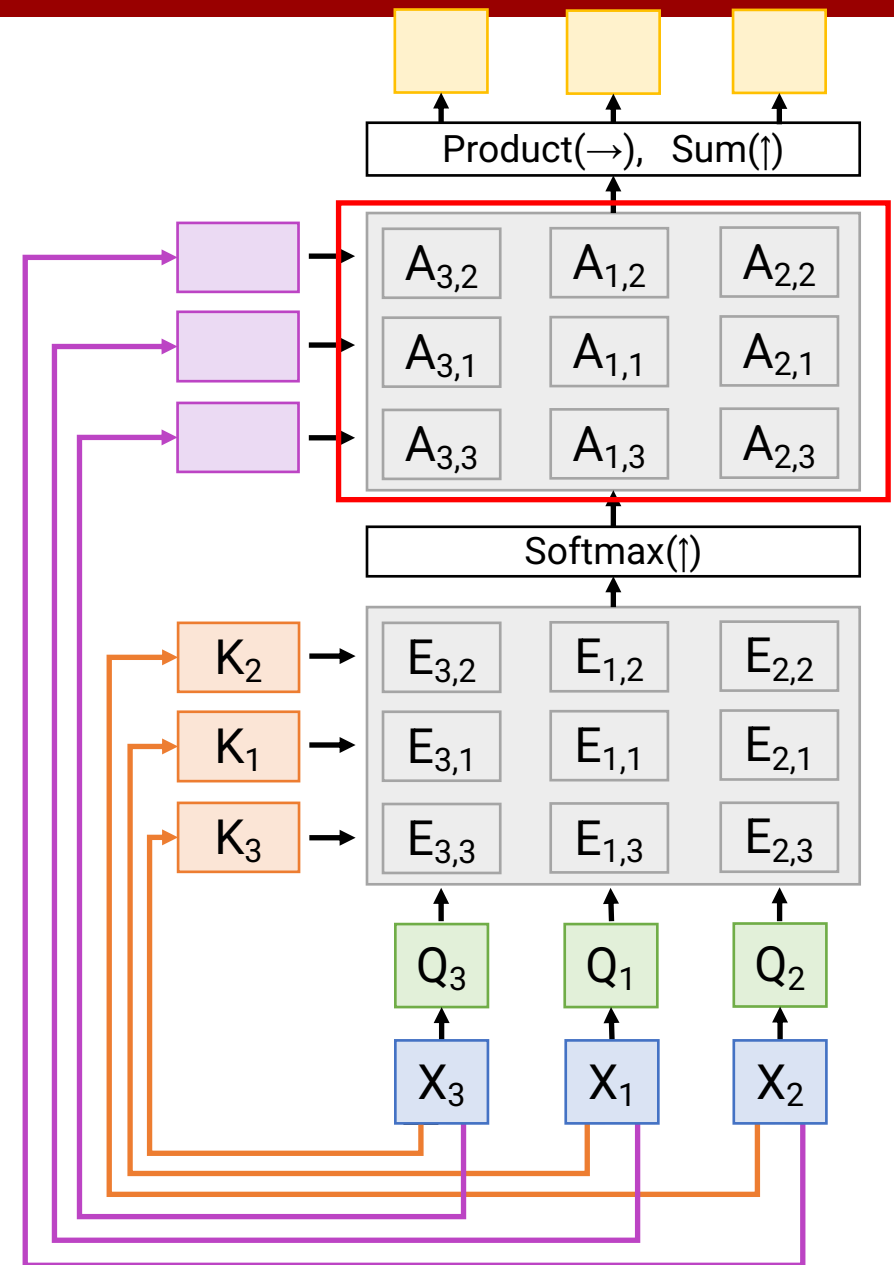 Product(→), Sum(↑)
A3,2 A1,2 A2,2
A3,1 A1,1 A2,1
A3,3 A1,3 A2,3
Softmax(↑)
K2 E3,2 E1,2 E2,2
K1 E3,1 E1,1 E2,1
K3 E3,3 E1,3 E2,3
Q3 Q1 Q2
X3 X1 X2